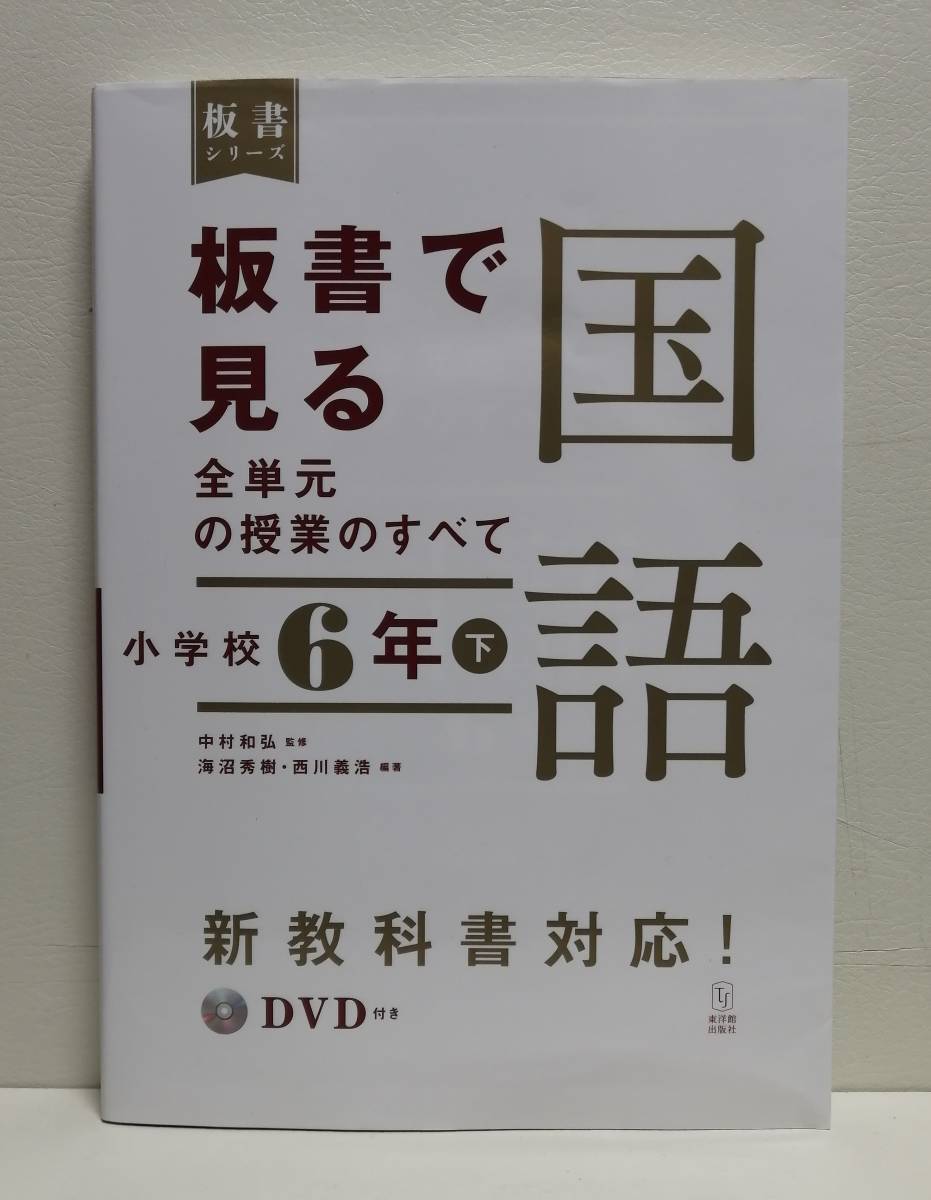 板書
シリーズ
板書で
見る
全単元
の授業のすべて
国語
小学校6年下
中村和弘 監修
海沼秀樹・西川義浩 編著
新教科書対応!
DVD付き
TS
東洋館
出版社